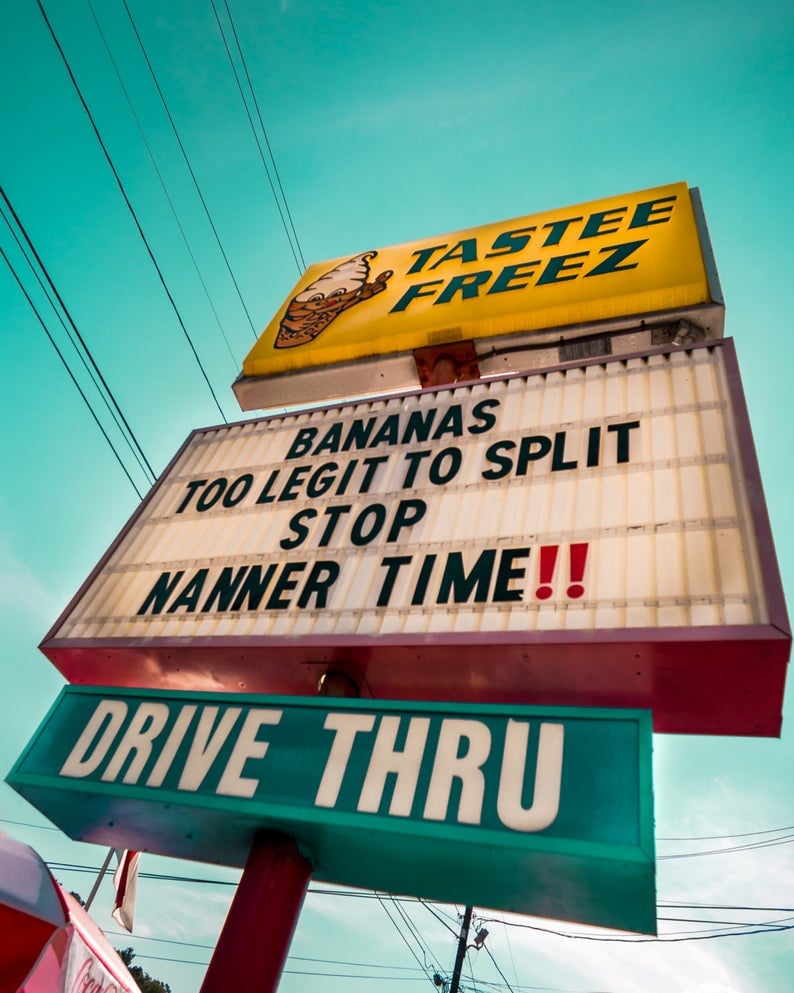 TASTEE
FREEZ
BANANAS
TOO LEGIT TO SPLIT
STOP
NANNER TIME!!
DRIVE THRU